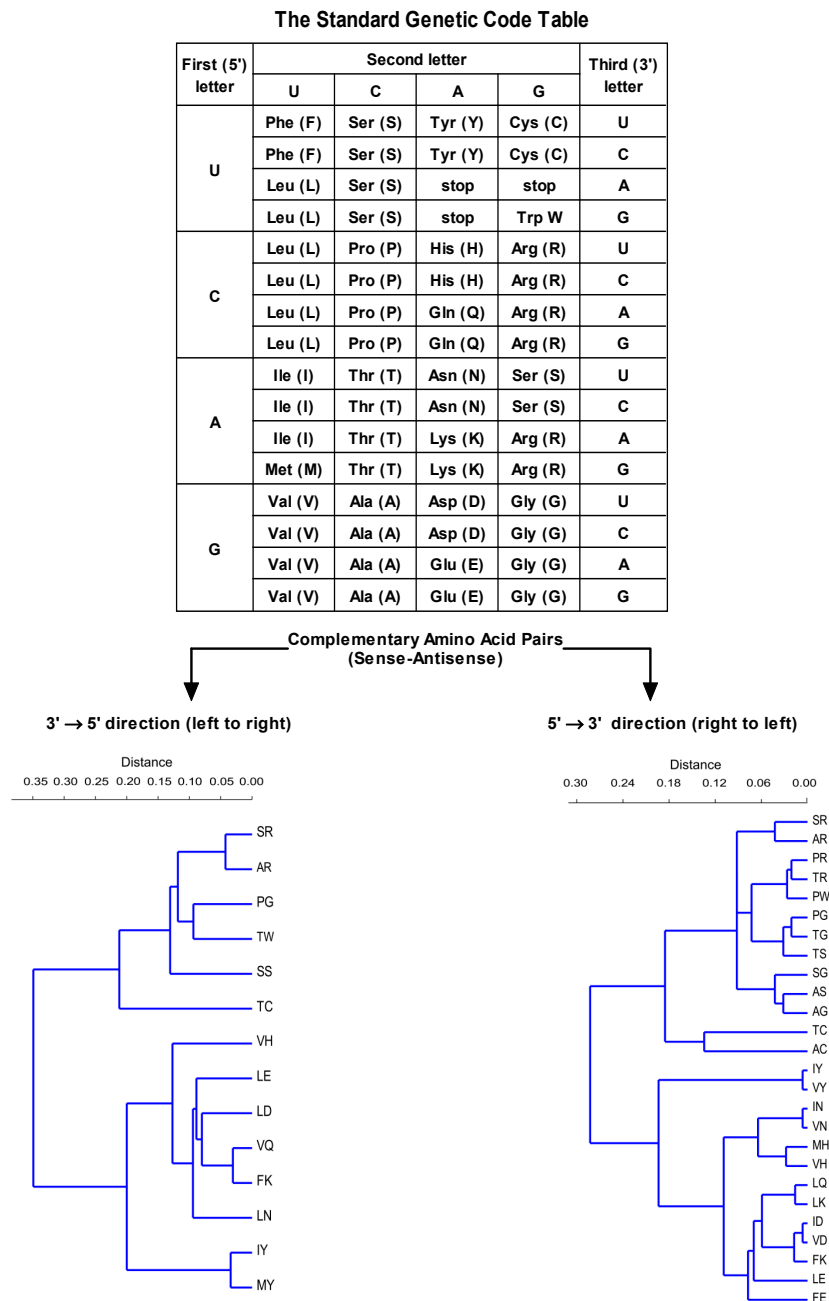 The Standard Genetic Code Table
First (5') letter Second letter Third (3') letter
U C A G
U
Phe (F) Ser (S) Tyr (Y) Cys (C) U
Phe (F) Ser (S) Tyr (Y) Cys (C) C
Leu (L) Ser (S) stop stop A
Leu (L) Ser (S) stop Trp W G
C
Leu (L) Pro (P) His (H) Arg (R) U
Leu (L) Pro (P) His (H) Arg (R) C
Leu (L) Pro (P) Gln (Q) Arg (R) A
Leu (L) Pro (P) Gln (Q) Arg (R) G
A
Ile (I) Thr (T) Asn (N) Ser (S) U
Ile (I) Thr (T) Asn (N) Ser (S) C
Ile (I) Thr (T) Lys (K) Arg (R) A
Met (M) Thr (T) Lys (K) Arg (R) G
G
Val (V) Ala (A) Asp (D) Gly (G) U
Val (V) Ala (A) Asp (D) Gly (G) C
Val (V) Ala (A) Glu (E) Gly (G) A
Val (V) Ala (A) Glu (E) Gly (G) G
Complementary Amino Acid Pairs
(Sense-Antisense)
3' → 5' direction (left to right)
Distance
0.35 0.30 0.25 0.20 0.15 0.10 0.05 0.00
SR
AR
PG
TW
SS
TC
VH
LE
LD
VQ
FK
LN
IY
MY
5' → 3' direction (right to left)
Distance
0.30 0.24 0.18 0.12 0.06 0.00
SR
AR
PR
TR
PW
PG
TG
TS
SG
AS
AG
TC
AC
IY
VY
IN
VN
MH
VH
LQ
LK
ID
VD
FK
LE